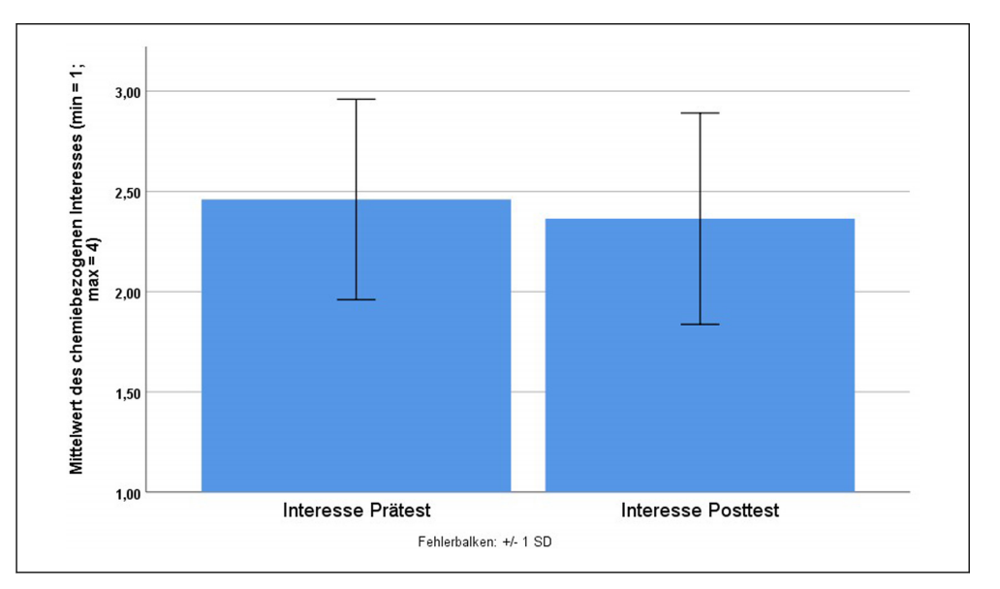 Mittelwert des chemiebezogenen Interesses (min = 1;
max = 4)
3,00
2,50
2,00
1,50
1,00
Interesse Prätest
Interesse Posttest
Fehlerbalken: +/- 1 SD